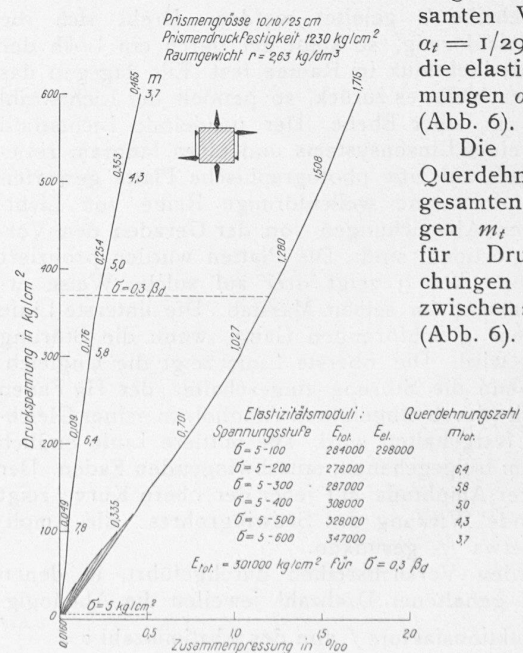 Prismengrösse 10/10/25 cm
Prismendruckfestigkeit 1230 kg/cm²
Raumgewicht r = 2,63 kg/dm³
samten V
αt = 1/29
die elasti
mungen
(Abb. 6).
Die
Querdehn
gesamten
gen mt
für Dru
chungen
zwischen
(Abb. 6).
Druckspannung in kg/cm²
600
500
400
300
200
100
0
0,465
m
3,7
1,715
0,353
4,3
1,508
0,254
5,0
1,280
σ = 0,3 βd
0,176
5,8
1,027
0,109
6,4
0,701
0,049
7,8
0,335
σ = 5 kg/cm²
0,0160
0,5
1,0
1,5 ‰
2,0
Zusammenpressung in ‰
Elastizitätsmoduli : Querdehnungszahl
Spannungsstufe Etot. Eel. mtot.
σ = 5-100 284000 298000
σ = 5-200 278000 6,4
σ = 5-300 287000 5,8
σ = 5-400 308000 5,0
σ = 5-500 328000 4,3
σ = 5-600 347000 3,7
Etot. = 301000 kg/cm² für σ = 0,3 βd